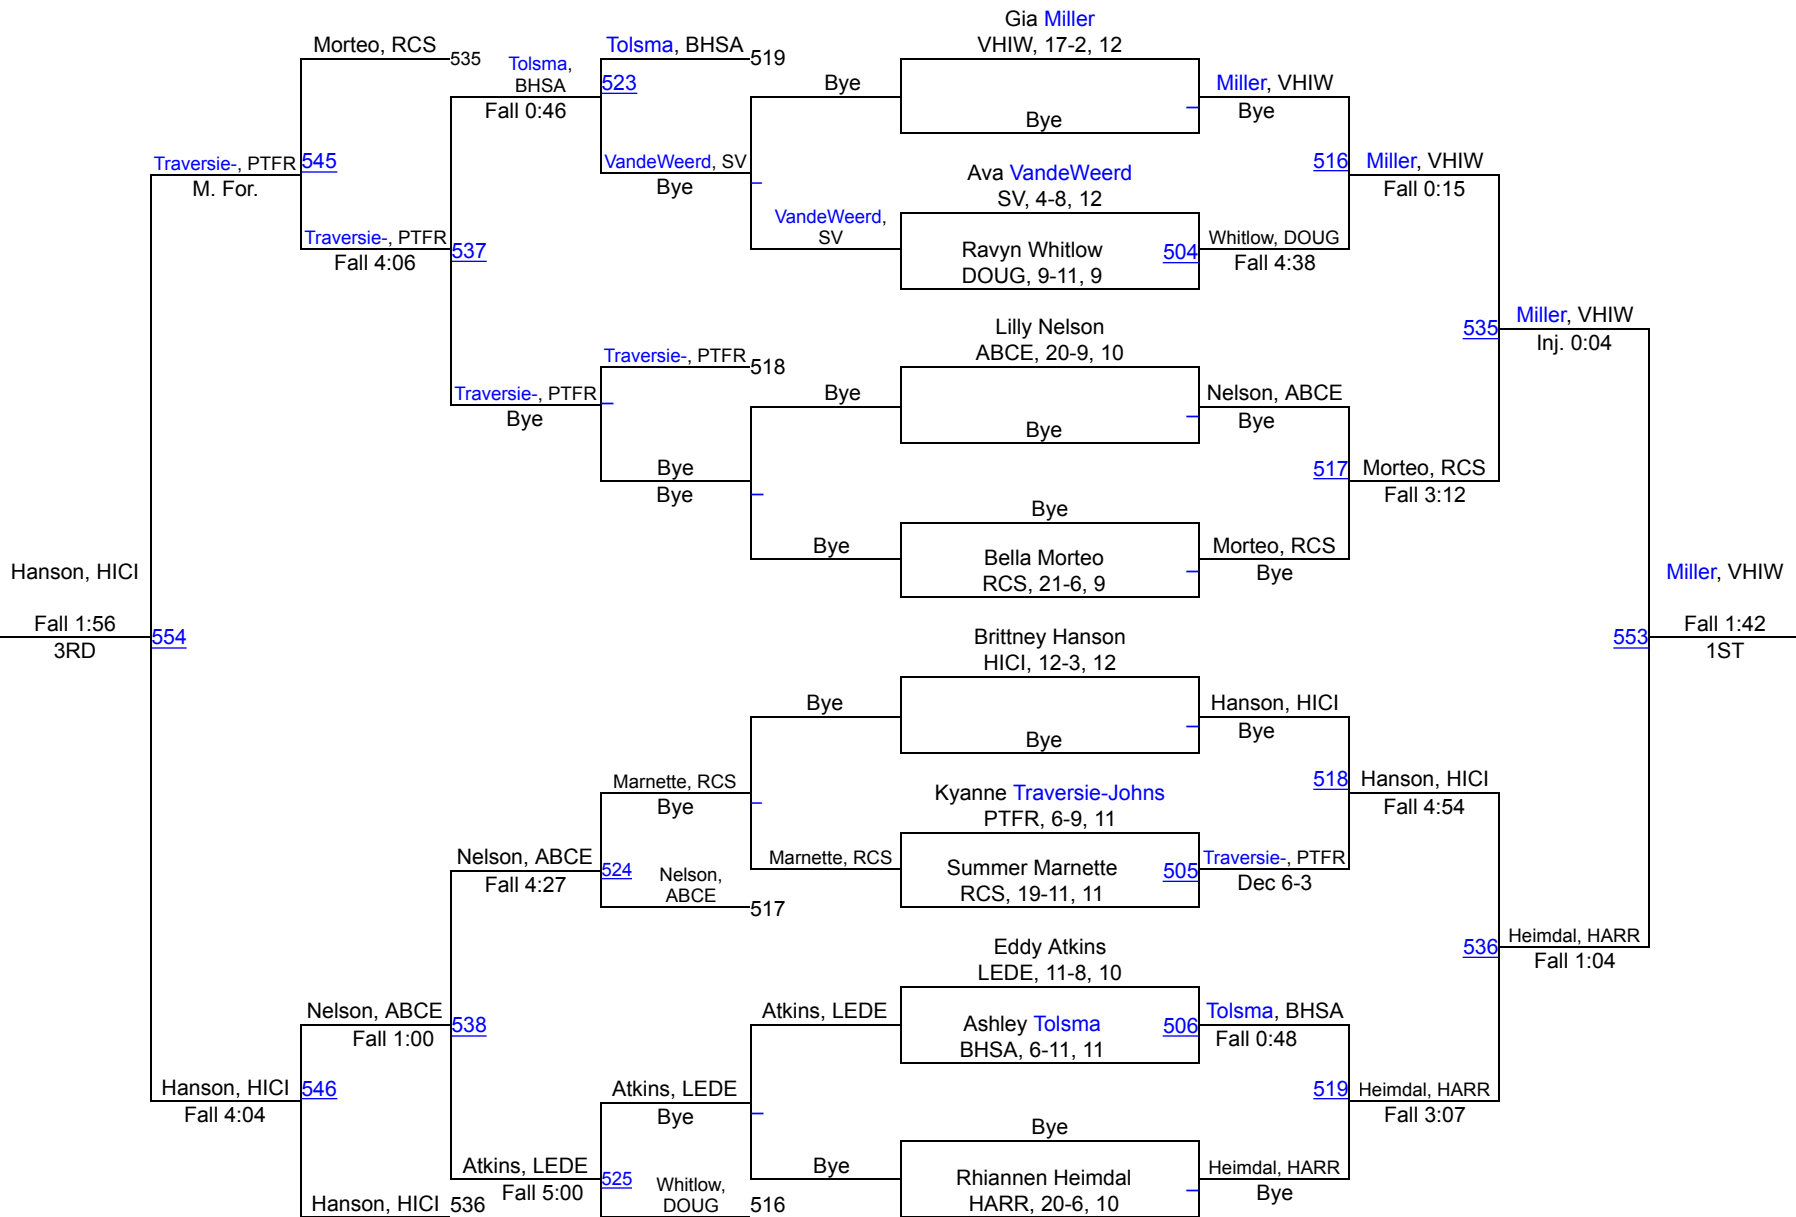 Gia Miller
VHIW, 17-2, 12
Morteo, RCS
535
Tolsma,
BHSA
Fall 0:46
Tolsma, BHSA
519
523
Bye
Bye
Miller, VHIW
Bye
Traversie-, PTFR
M. For.
545
VandeWeerd, SV
Bye
Ava VandeWeerd
SV, 4-8, 12
516
Miller, VHIW
Fall 0:15
VandeWeerd,
SV
Traversie-, PTFR
Fall 4:06
537
Ravyn Whitlow
DOUG, 9-11, 9
504
Whitlow, DOUG
Fall 4:38
Lilly Nelson
ABCE, 20-9, 10
535
Miller, VHIW
Inj. 0:04
Traversie-, PTFR
518
Traversie-, PTFR
Bye
Bye
Bye
Nelson, ABCE
Bye
Bye
Bye
517
Morteo, RCS
Fall 3:12
Bye
Bye
Bella Morteo
RCS, 21-6, 9
Morteo, RCS
Bye
Hanson, HICI
Fall 1:56
3RD
554
Miller, VHIW
Fall 1:42
1ST
553
Brittney Hanson
HICI, 12-3, 12
Bye
Bye
Hanson, HICI
Bye
Marnette, RCS
Bye
Kyanne Traversie-Johns
PTFR, 6-9, 11
518
Hanson, HICI
Fall 4:54
Nelson, ABCE
Fall 4:27
524
Nelson,
ABCE
517
Marnette, RCS
Summer Marnette
RCS, 19-11, 11
505
Traversie-, PTFR
Dec 6-3
Eddy Atkins
LEDE, 11-8, 10
536
Heimdal, HARR
Fall 1:04
Nelson, ABCE
Fall 1:00
538
Atkins, LEDE
Ashley Tolsma
BHSA, 6-11, 11
506
Tolsma, BHSA
Fall 0:48
Hanson, HICI
Fall 4:04
546
Atkins, LEDE
Bye
519
Heimdal, HARR
Fall 3:07
Bye
Atkins, LEDE
Fall 5:00
525
Whitlow,
DOUG
516
Bye
Rhiannen Heimdal
HARR, 20-6, 10
Heimdal, HARR
Bye
Hanson, HICI
536